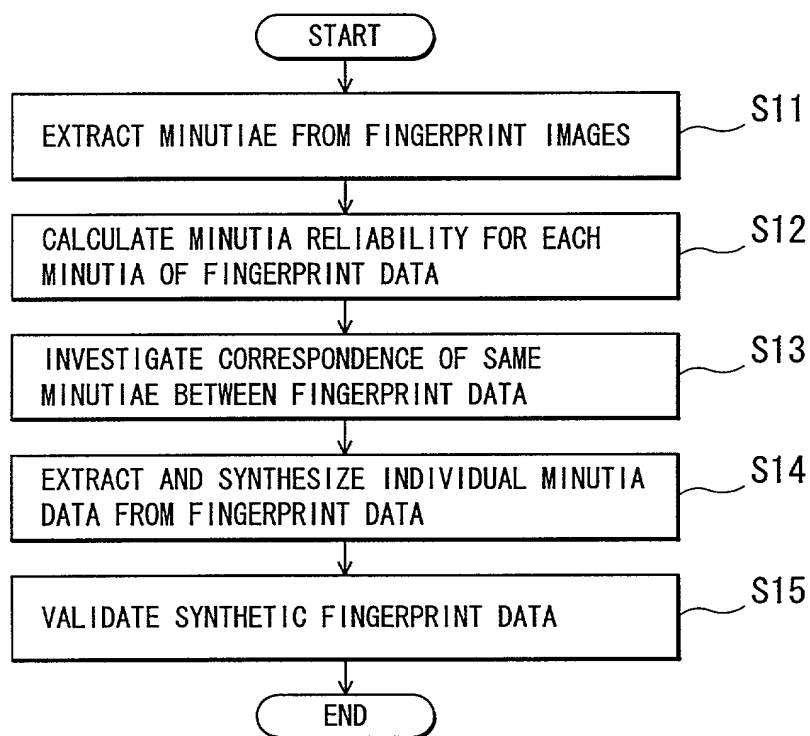 START
EXTRACT MINUTIAE FROM FINGERPRINT IMAGES
S11
CALCULATE MINUTIA RELIABILITY FOR EACH
MINUTIA OF FINGERPRINT DATA
S12
INVESTIGATE CORRESPONDENCE OF SAME
MINUTIAE BETWEEN FINGERPRINT DATA
S13
EXTRACT AND SYNTHESIZE INDIVIDUAL MINUTIA
DATA FROM FINGERPRINT DATA
S14
VALIDATE SYNTHETIC FINGERPRINT DATA
S15
END